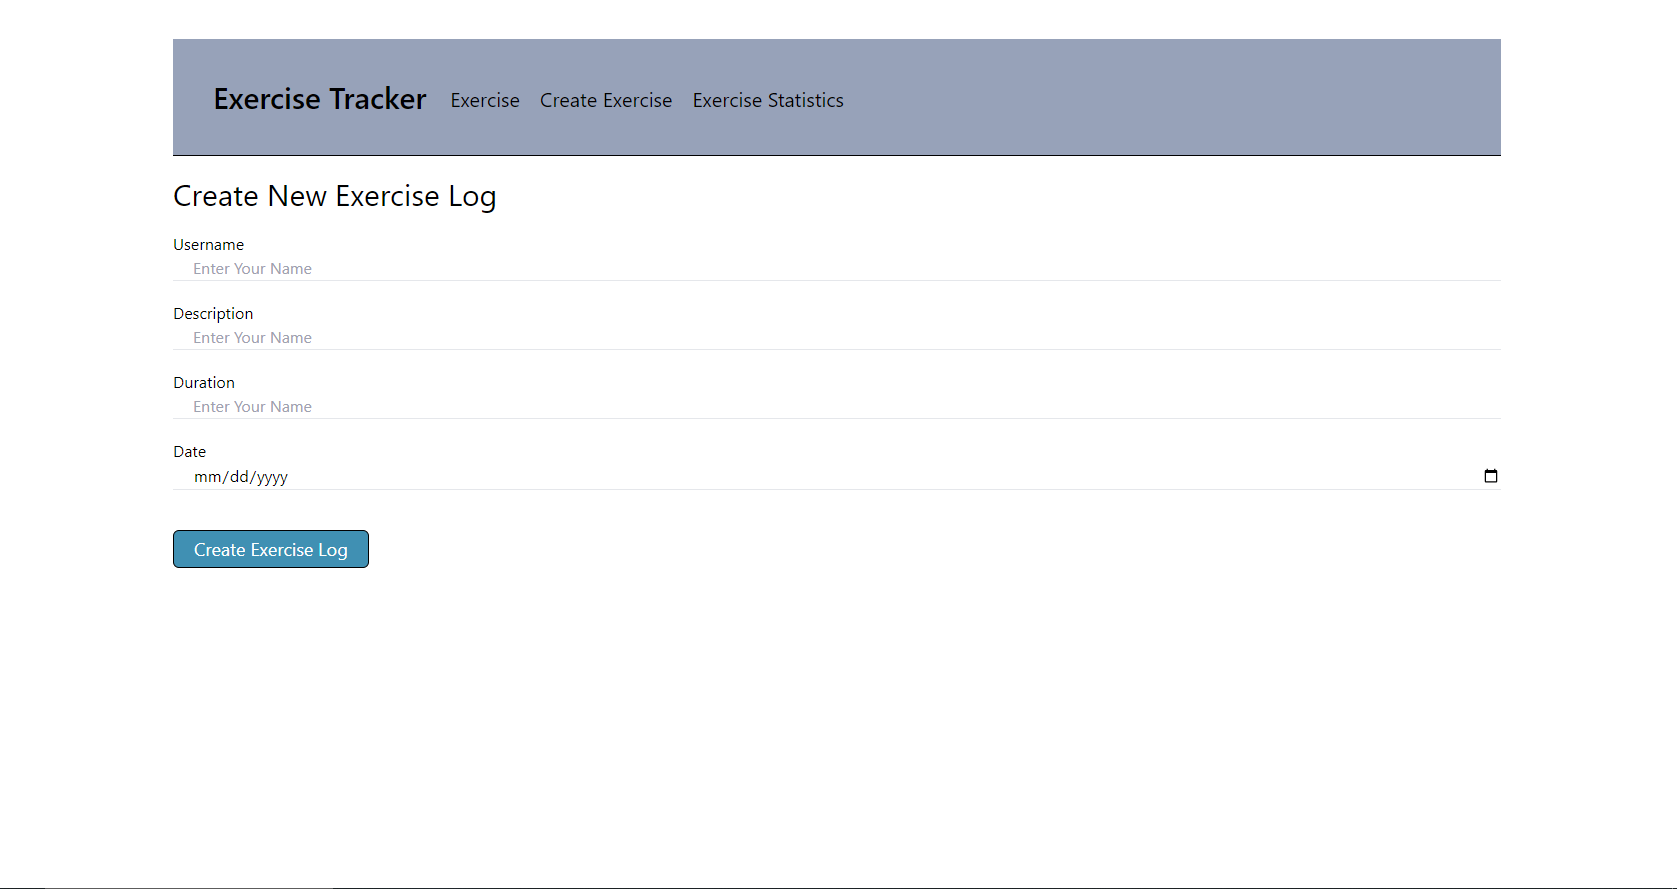 Exercise Tracker Exercise Create Exercise Exercise Statistics
Create New Exercise Log
Username
Enter Your Name
Description
Enter Your Name
Duration
Enter Your Name
Date
mm/dd/yyyy
Create Exercise Log